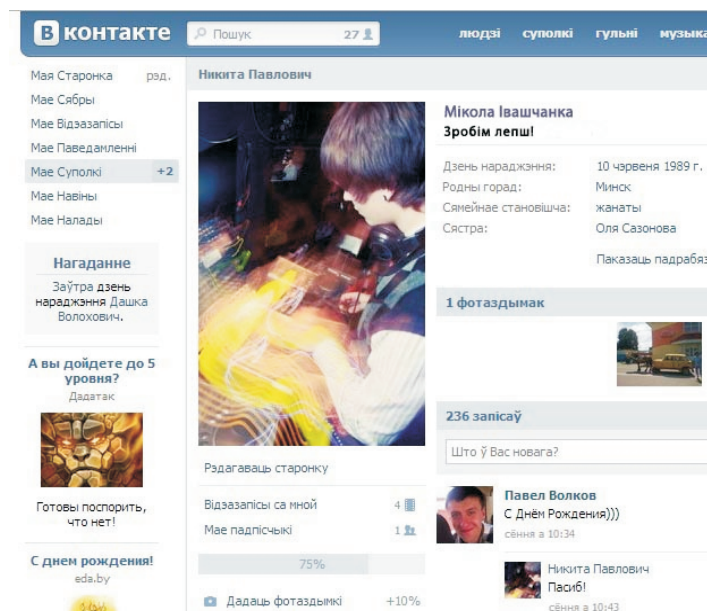 В контакте
Пошук 27
людзі суполкі гульні музыка
Мая Старонка рэд.
Мае Сябры
Мае Відэазапісы
Мае Паведамленні
Мае Суполкі +2
Мае Навіны
Мае Налады
Нагаданне
Заўтра дзень
нараджэння Дашка
Волохович.
А вы дойдете до 5
уровня?
Дадатак
Готовы поспорить,
что нет!
С днем рождения!
eda.by
Никита Павлович
Рэдагаваць старонку
Відэазапісы са мной 4
Мае падпісчыкі 1
75%
Дадаць фотаздымкі +10%
Мікола Івашчанка
Зробім лепш!
Дзень нараджэння: 10 чэрвеня 1989 г.
Родны горад: Минск
Сямейнае становішча: жанаты
Сястра: Оля Сазонова
Паказаць падрабяз
1 фотаздымак
236 запісаў
Што ў Вас новага?
Павел Волков
С Днём Рождения)))
сёння а 10:34
Никита Павлович
Пасиб!
сёння а 10:43